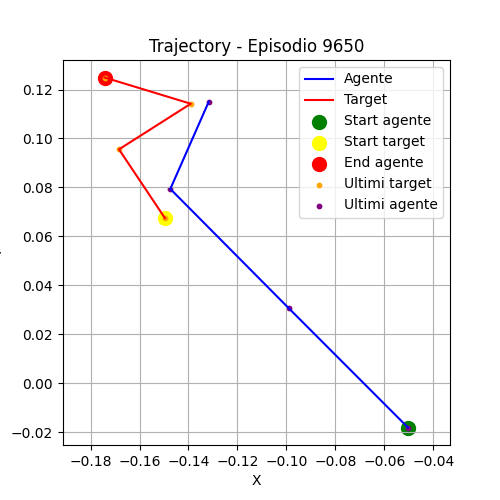 Trajectory - Episodio 9650
Agente
Target
Start agente
Start target
End agente
Ultimi target
Ultimi agente
0.12
0.10
0.08
0.06
0.04
0.02
0.00
−0.02
−0.18 −0.16 −0.14 −0.12 −0.10 −0.08 −0.06 −0.04
X